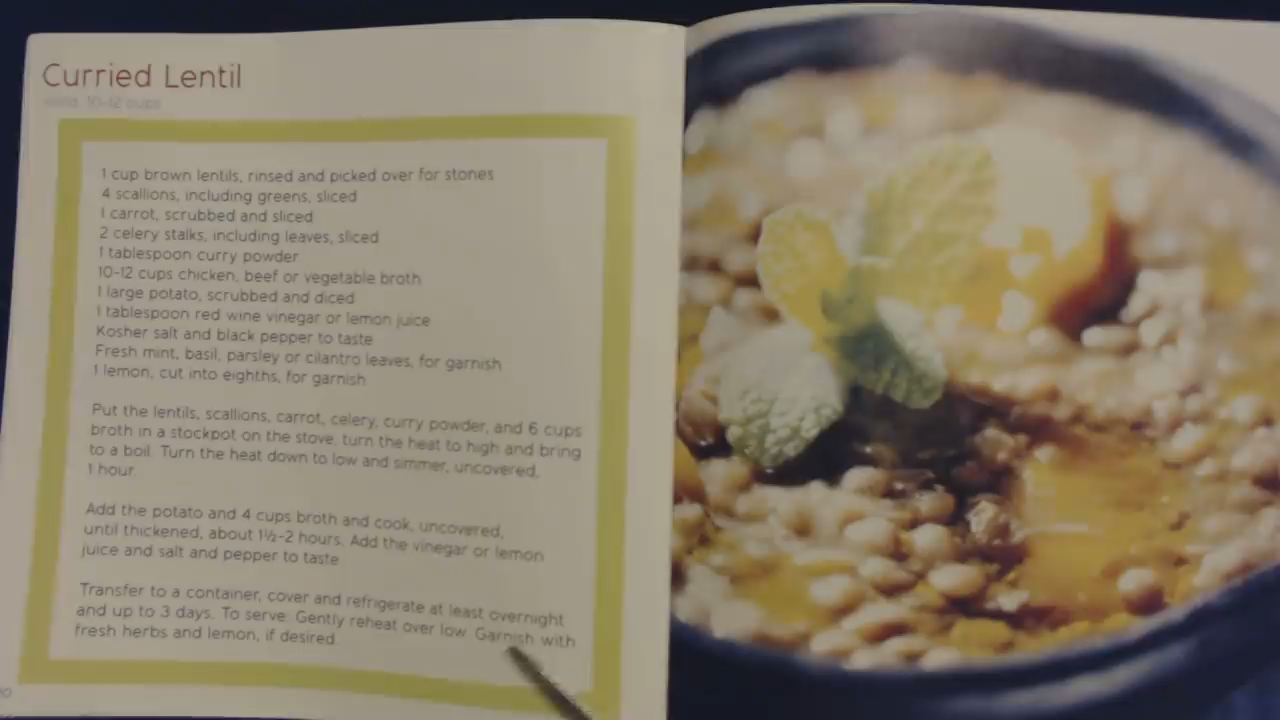 Curried Lentil
yield: 10-12 cups
1 cup brown lentils, rinsed and picked over for stones
4 scallions, including greens, sliced
1 carrot, scrubbed and sliced
2 celery stalks, including leaves, sliced
1 tablespoon curry powder
10-12 cups chicken, beef or vegetable broth
1 large potato, scrubbed and diced
1 tablespoon red wine vinegar or lemon juice
Kosher salt and black pepper to taste
Fresh mint, basil, parsley or cilantro leaves, for garnish
1 lemon, cut into eighths, for garnish
Put the lentils, scallions, carrot, celery, curry powder, and 6 cups
broth in a stockpot on the stove, turn the heat to high and bring
to a boil. Turn the heat down to low and simmer, uncovered,
1 hour.
Add the potato and 4 cups broth and cook, uncovered,
until thickened, about 1½-2 hours. Add the vinegar or lemon
juice and salt and pepper to taste
Transfer to a container, cover and refrigerate at least overnight
and up to 3 days. To serve: Gently reheat over low. Garnish with
fresh herbs and lemon, if desired.